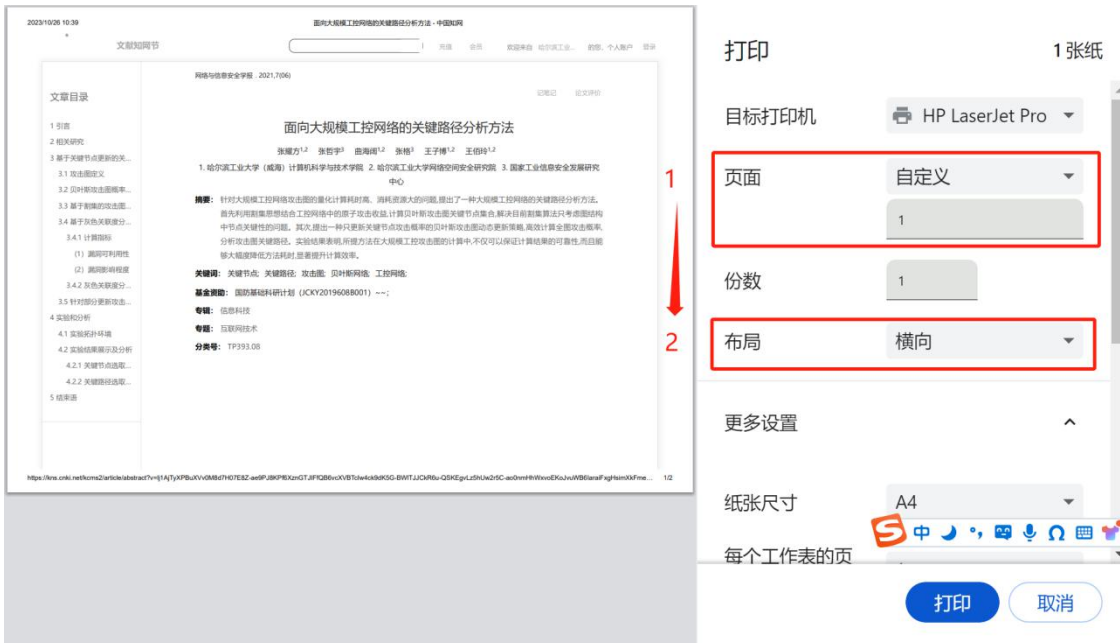 2023/10/26 10:39
面向大规模工控网络的关键路径分析方法 - 中国知网
文献知网节
充值 会员 欢迎来自 哈尔滨工业... 的您、个人账户 登录
网络与信息安全学报 . 2021,7(06)
记笔记 论文评价
文章目录
1 引言
2 相关研究
3 基于关键节点更新的关...
3.1 攻击图定义
3.2 贝叶斯攻击图概率...
3.3 基于割集的攻击图...
3.4 基于灰色关联度分...
3.4.1 计算指标
(1) 漏洞可利用性
(2) 漏洞影响程度
3.4.2 灰色关联度分...
3.5 针对部分更新攻击...
4 实验和分析
4.1 实验拓扑环境
4.2 实验结果展示及分析
4.2.1 关键节点选取...
4.2.2 关键路径选取...
5 结束语
面向大规模工控网络的关键路径分析方法
张耀方1,2 张哲宇3 曲海阔1,2 张格3 王子博1,2 王佰玲1,2
1. 哈尔滨工业大学（威海）计算机科学与技术学院 2. 哈尔滨工业大学网络空间安全研究院 3. 国家工业信息安全发展研究
中心
摘要： 针对大规模工控网络攻击图的量化计算耗时高、消耗资源大的问题,提出了一种大规模工控网络的关键路径分析方法。
首先利用割集思想结合工控网络中的原子攻击收益,计算贝叶斯攻击图关键节点集合,解决目前割集算法只考虑图结构
中节点关键性的问题。其次,提出一种只更新关键节点攻击概率的贝叶斯攻击图动态更新策略,高效计算全图攻击概率,
分析攻击图关键路径。实验结果表明,所提方法在大规模工控攻击图的计算中,不仅可以保证计算结果的可靠性,而且能
够大幅度降低方法耗时,显著提升计算效率。
关键词： 关键节点; 关键路径; 攻击图; 贝叶斯网络; 工控网络;
基金资助： 国防基础科研计划（JCKY2019608B001）~~;
专辑： 信息科技
专题： 互联网技术
分类号： TP393.08
1/2
1
2
打印 1 张纸
目标打印机 HP LaserJet Pro
页面 自定义
1
份数 1
布局 横向
更多设置
纸张尺寸 A4
中
每个工作表的页
打印 取消